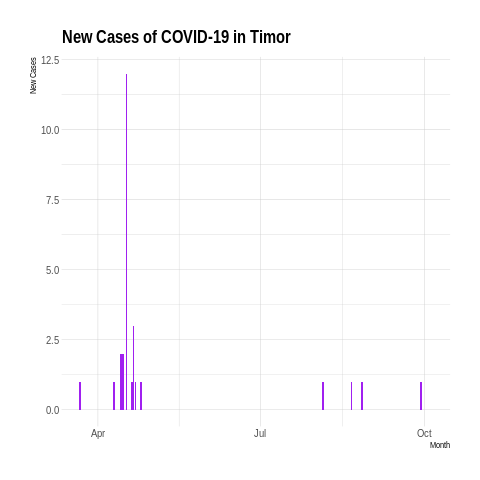 New Cases of COVID-19 in Timor
New Cases
12.5
10.0
7.5
5.0
2.5
0.0
Apr
Jul
Oct
Month